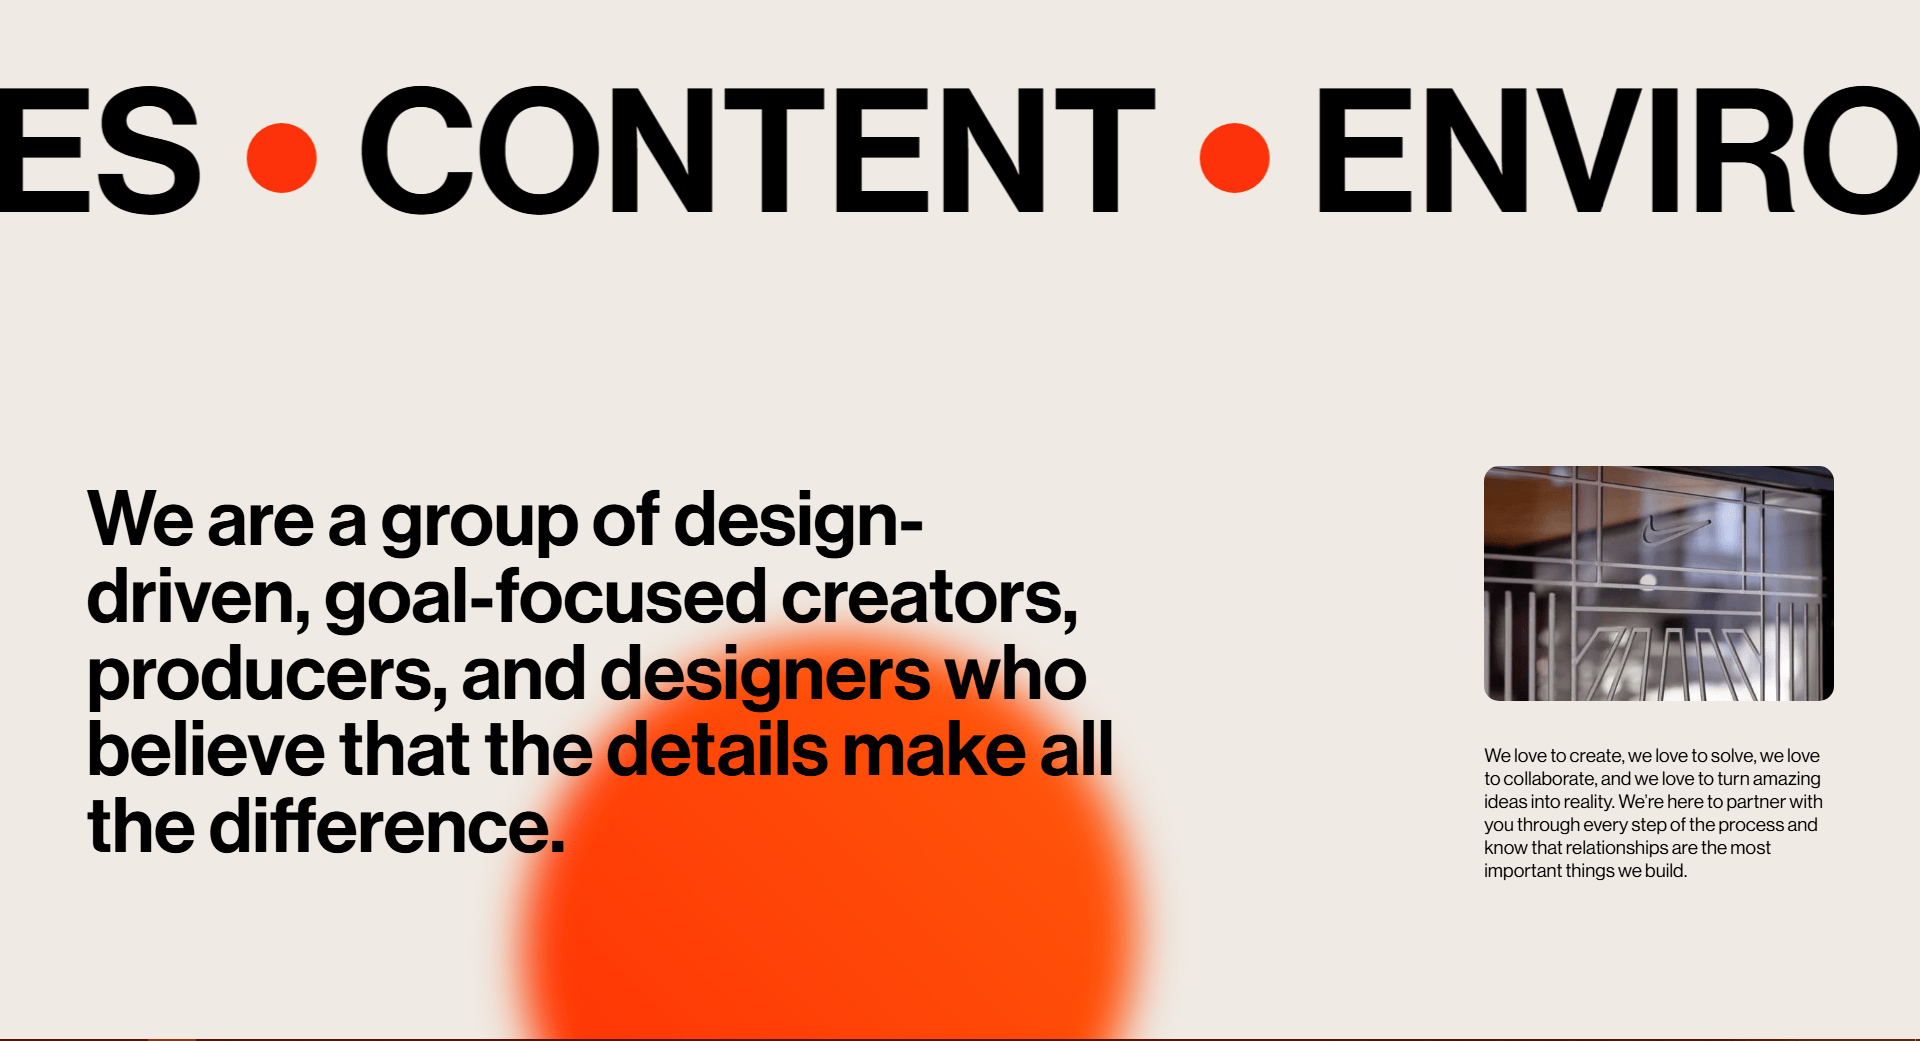 ES • CONTENT • ENVIRO
We are a group of design-
driven, goal-focused creators,
producers, and designers who
believe that the details make all
the difference.
We love to create, we love to solve, we love
to collaborate, and we love to turn amazing
ideas into reality. We're here to partner with
you through every step of the process and
know that relationships are the most
important things we build.